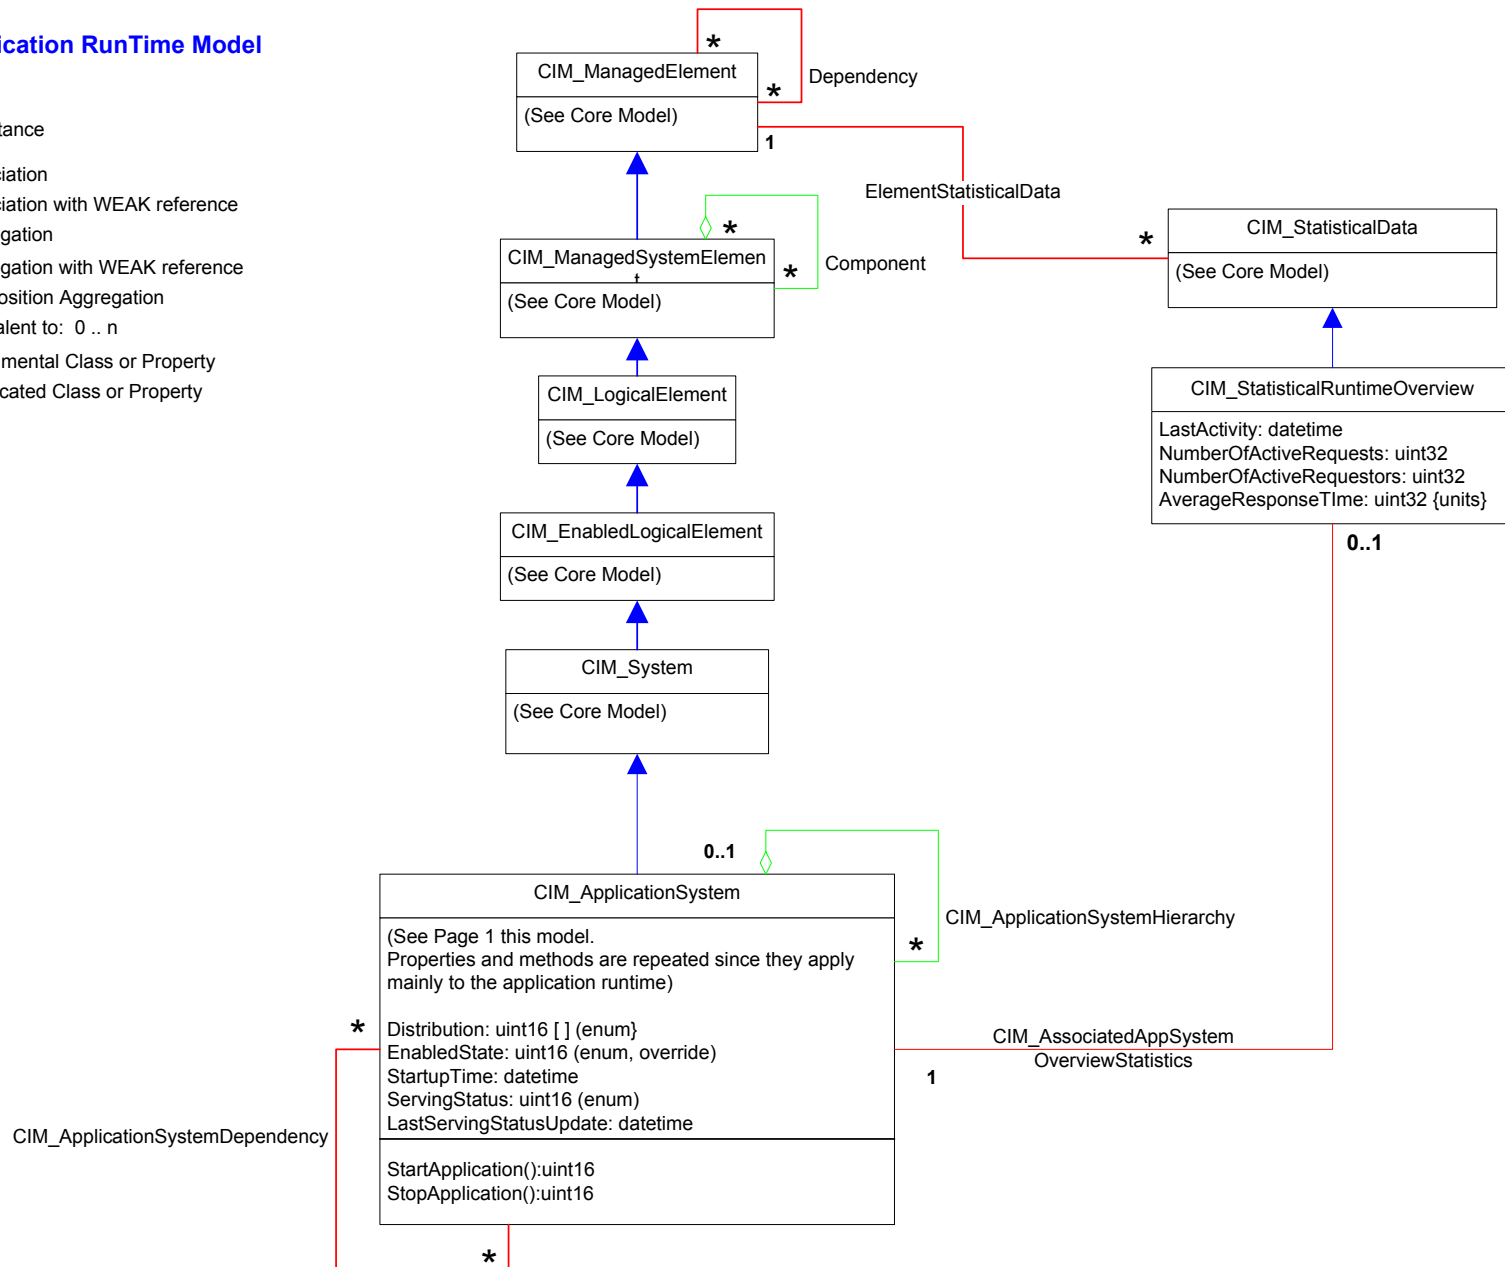 ication RunTime Model
tance
iation
iation with WEAK reference
gation
gation with WEAK reference
osition Aggregation
alent to: 0 .. n
mental Class or Property
cated Class or Property
*
CIM_ManagedElement
Dependency
*
(See Core Model)
1
ElementStatisticalData
*
CIM_StatisticalData
*
CIM_ManagedSystemElemen
t
Component
*
(See Core Model)
(See Core Model)
CIM_LogicalElement
(See Core Model)
CIM_StatisticalRuntimeOverview
LastActivity: datetime
NumberOfActiveRequests: uint32
NumberOfActiveRequestors: uint32
AverageResponseTIme: uint32 {units}
0..1
CIM_EnabledLogicalElement
(See Core Model)
CIM_System
(See Core Model)
0..1
CIM_ApplicationSystem
CIM_ApplicationSystemHierarchy
*
(See Page 1 this model.
Properties and methods are repeated since they apply
mainly to the application runtime)
*
Distribution: uint16 [ ] (enum}
EnabledState: uint16 (enum, override)
StartupTime: datetime
ServingStatus: uint16 (enum)
LastServingStatusUpdate: datetime
CIM_AssociatedAppSystem
OverviewStatistics
1
CIM_ApplicationSystemDependency
StartApplication():uint16
StopApplication():uint16
*